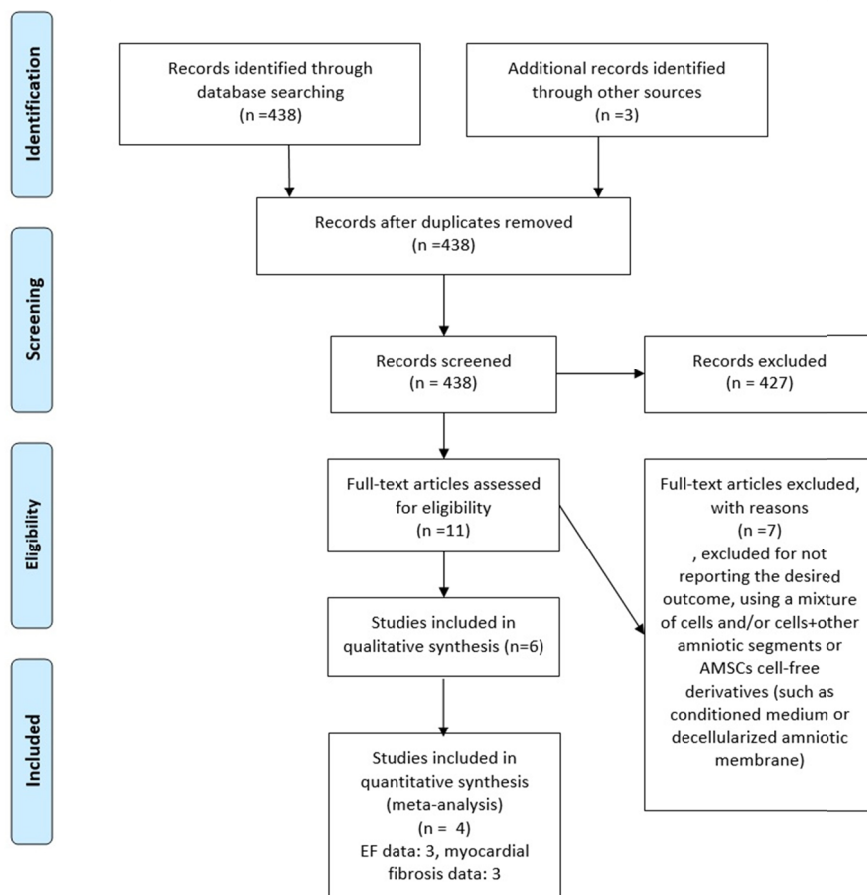 Identification
Records identified through
database searching
(n =438)
Additional records identified
through other sources
(n =3)
Records after duplicates removed
(n =438)
Screening
Records screened
(n = 438)
Records excluded
(n = 427)
Eligibility
Full-text articles assessed
for eligibility
(n =11)
Full-text articles excluded,
with reasons
(n =7)
, excluded for not
reporting the desired
outcome, using a mixture
of cells and/or cells+other
amniotic segments or
AMSCs cell-free
derivatives (such as
conditioned medium or
decellularized amniotic
membrane)
Studies included in
qualitative synthesis (n=6)
Included
Studies included in
quantitative synthesis
(meta-analysis)
(n = 4)
EF data: 3, myocardial
fibrosis data: 3